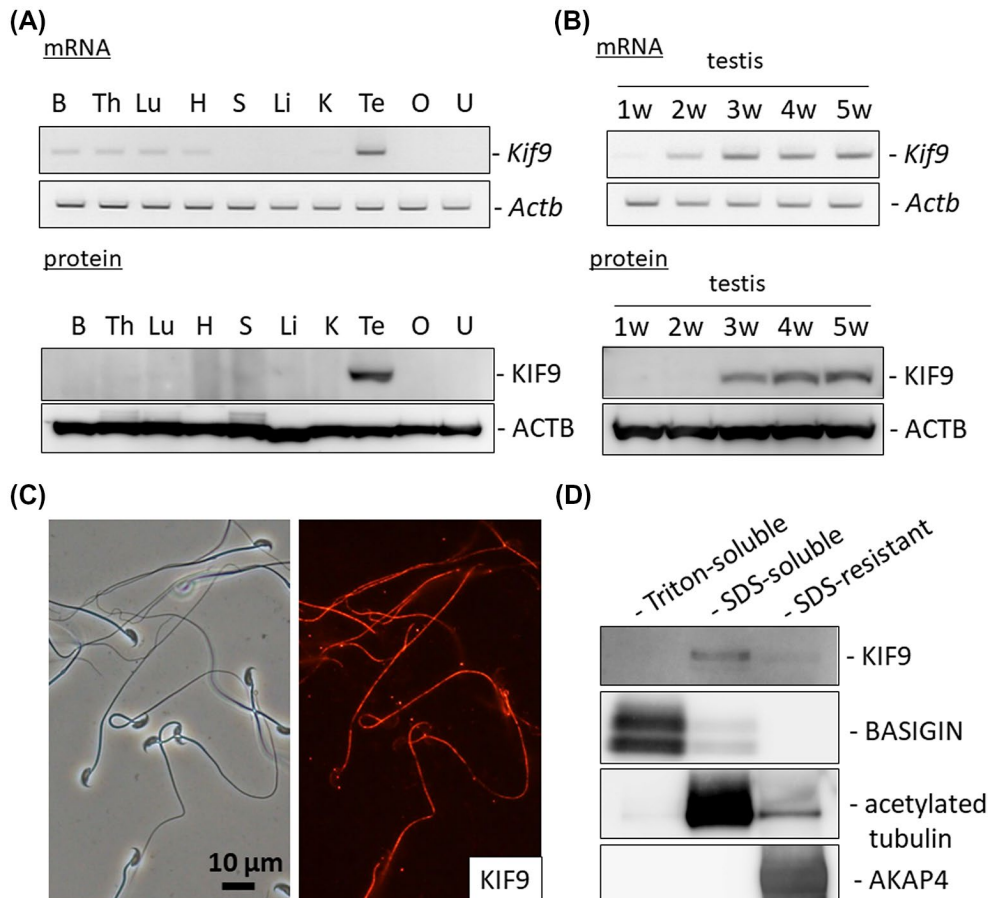 (A)
mRNA
B Th Lu H S Li K Te O U
- Kif9
- Actb
protein
B Th Lu H S Li K Te O U
- KIF9
- ACTB
(B)
mRNA
testis
1w 2w 3w 4w 5w
- Kif9
- Actb
protein
testis
1w 2w 3w 4w 5w
- KIF9
- ACTB
(C)
10 µm
KIF9
(D)
- Triton-soluble
- SDS-soluble
- SDS-resistant
- KIF9
- BASIGIN
- acetylated
tubulin
- AKAP4